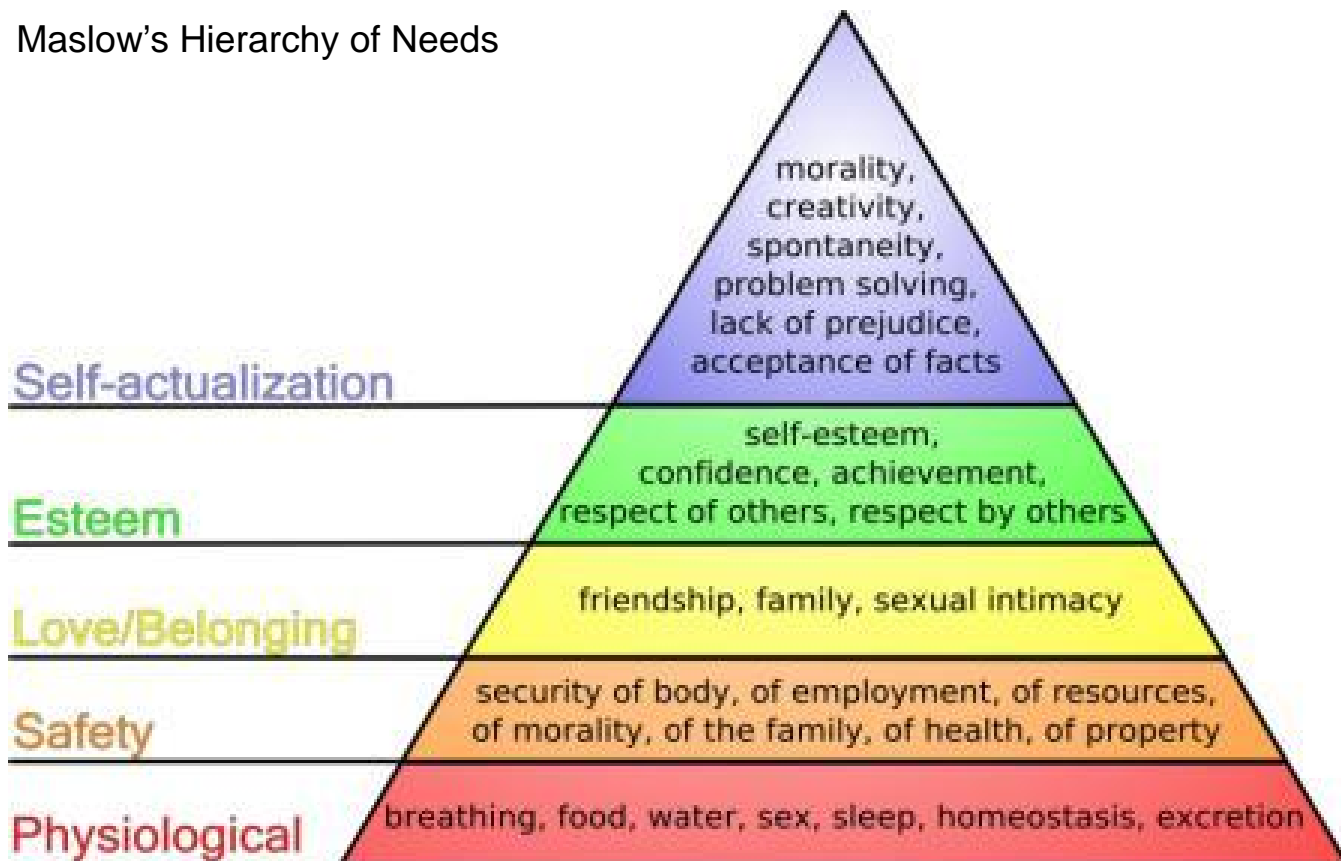 Maslow’s Hierarchy of Needs
morality,
creativity,
spontaneity,
problem solving,
lack of prejudice,
acceptance of facts
Self-actualization
self-esteem,
confidence, achievement,
respect of others, respect by others
Esteem
friendship, family, sexual intimacy
Love/Belonging
security of body, of employment, of resources,
of morality, of the family, of health, of property
Safety
breathing, food, water, sex, sleep, homeostasis, excretion
Physiological